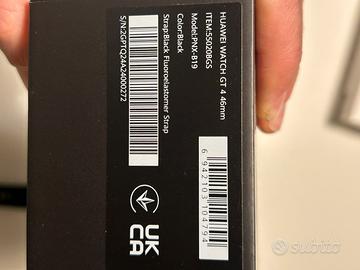 HUAWEI WATCH GT 4 46mm
ITEM:55020BGS
Model:PNX-B19
Color:Black
Strap:Black Fluoroelastomer Strap
S/N:2GPTQ24A24000272
6 942103 104794
UK
CA
subito